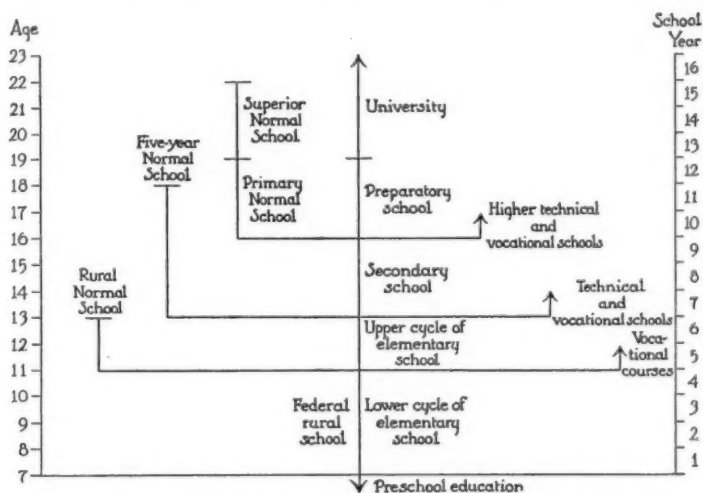 Age
School
Year
23
22
21
20
19
18
17
16
15
14
13
12
11
10
9
8
7
16
15
14
13
12
11
10
9
8
7
6
5
4
3
2
1
Superior
Normal
School
University
Five-year
Normal
School
Primary
Normal
School
Preparatory
school
Higher technical
and
vocational schools
Rural
Normal
School
Secondary
school
Technical
and
vocational schools
Upper cycle of
elementary
school
Voca-
tional
courses
Federal
rural
school
Lower cycle of
elementary
school
Preschool education